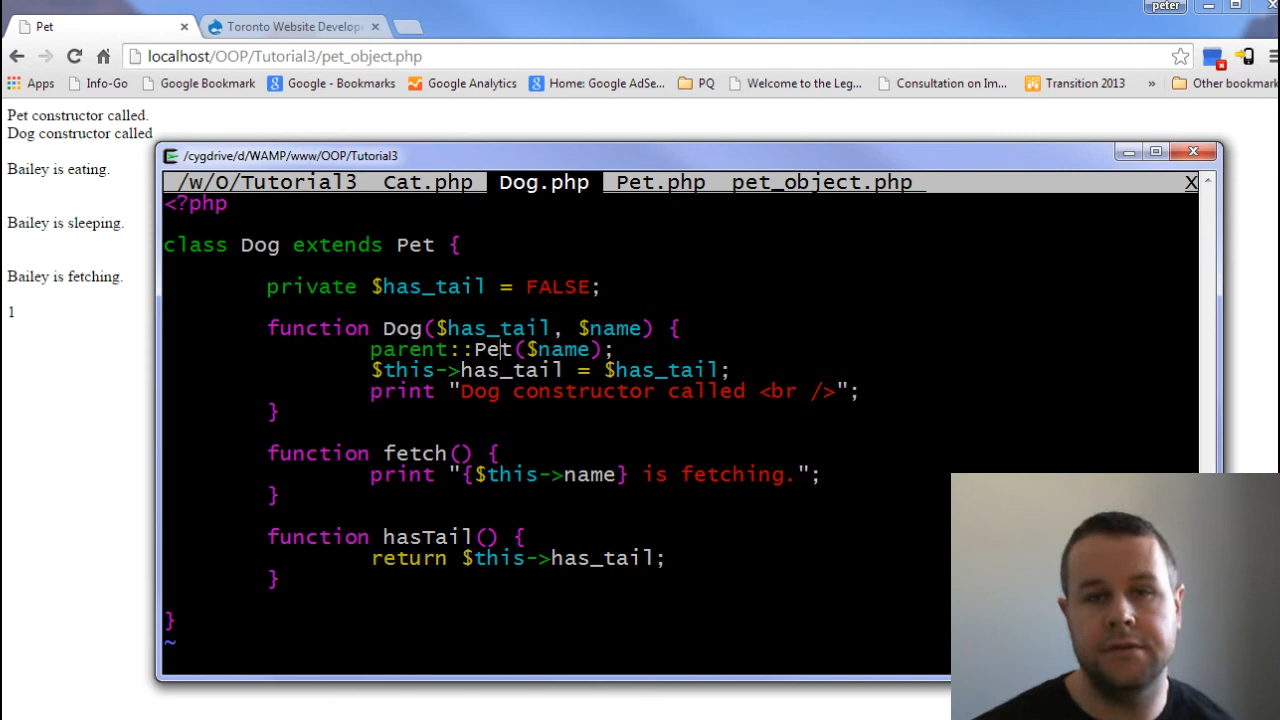 peter
Pet
Toronto Website Develop
localhost/OOP/Tutorial3/pet_object.php
Apps Info-Go Google Bookmark Google - Bookmarks Google Analytics Home: Google AdSe... PQ Welcome to the Leg... Consultation on Im... Transition 2013 » Other bookmark
Pet constructor called.
Dog constructor called
Bailey is eating.
Bailey is sleeping.
Bailey is fetching.
1
/cygdrive/d/WAMP/www/OOP/Tutorial3
/w/O/Tutorial3 Cat.php Dog.php Pet.php pet_object.php X
<?php
class Dog extends Pet {
private $has_tail = FALSE;
function Dog($has_tail, $name) {
parent::Pet($name);
$this->has_tail = $has_tail;
print "Dog constructor called <br />";
}
function fetch() {
print "{$this->name} is fetching.";
}
function hasTail() {
return $this->has_tail;
}
}
~